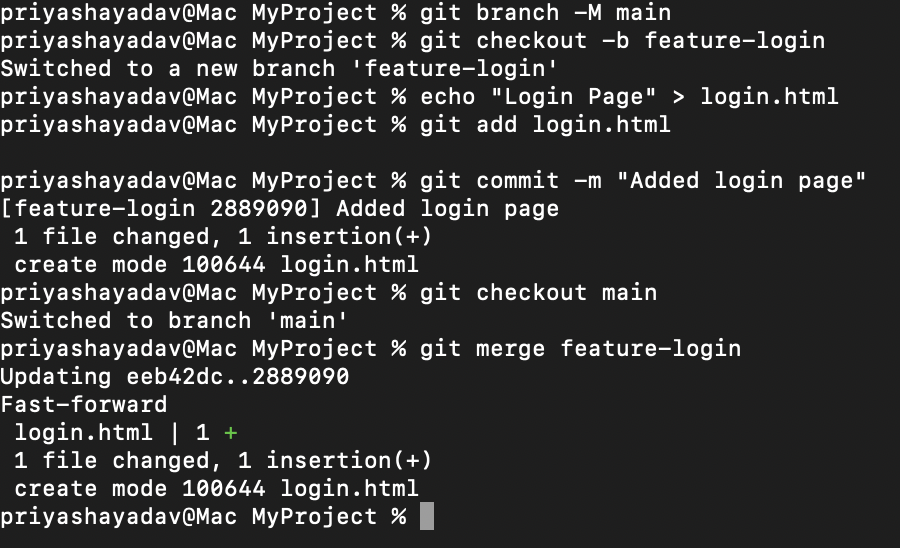 priyashayadav@Mac MyProject % git branch -M main
priyashayadav@Mac MyProject % git checkout -b feature-login
Switched to a new branch 'feature-login'
priyashayadav@Mac MyProject % echo "Login Page" > login.html
priyashayadav@Mac MyProject % git add login.html
priyashayadav@Mac MyProject % git commit -m "Added login page"
[feature-login 2889090] Added login page
 1 file changed, 1 insertion(+)
 create mode 100644 login.html
priyashayadav@Mac MyProject % git checkout main
Switched to branch 'main'
priyashayadav@Mac MyProject % git merge feature-login
Updating eeb42dc..2889090
Fast-forward
 login.html | 1 +
 1 file changed, 1 insertion(+)
 create mode 100644 login.html
priyashayadav@Mac MyProject %